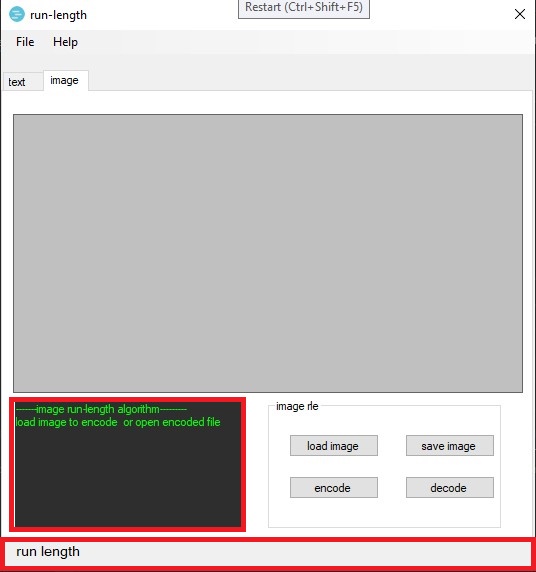 Restart (Ctrl+Shift+F5)
run-length
File Help
text image
------image run-length algorithm--------
load image to encode  or open encoded file
image rle
load image save image
encode decode
run length